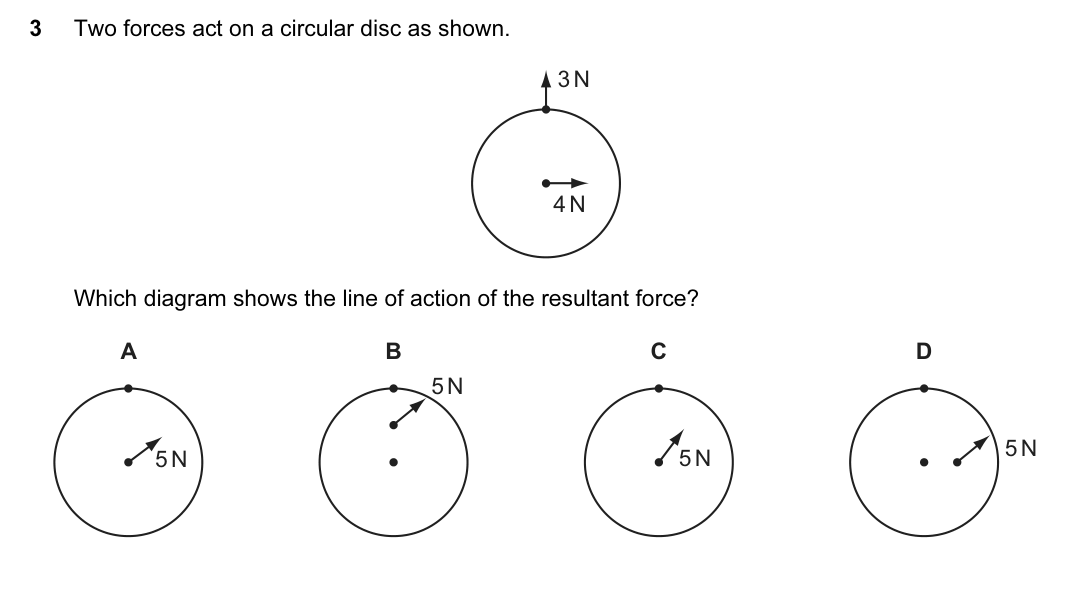 3 Two forces act on a circular disc as shown.
3 N
4 N
Which diagram shows the line of action of the resultant force?
A B C D
5 N
5 N
5 N
5 N